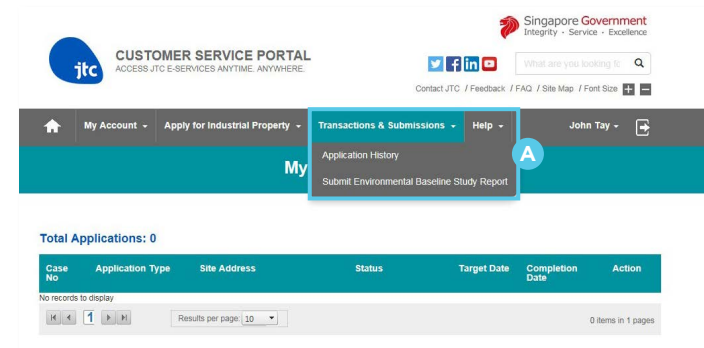 Singapore Government
Integrity · Service · Excellence
jtc
CUSTOMER SERVICE PORTAL
ACCESS JTC E-SERVICES ANYTIME. ANYWHERE.
What are you looking fo
Contact JTC / Feedback / FAQ / Site Map / Font Size + −
My Account
Apply for Industrial Property
Transactions & Submissions
Help
John Tay
Application History
A
My
Submit Environmental Baseline Study Report
Total Applications: 0
Case No
Application Type
Site Address
Status
Target Date
Completion Date
Action
No records to display
1
Results per page: 10
0 items in 1 pages